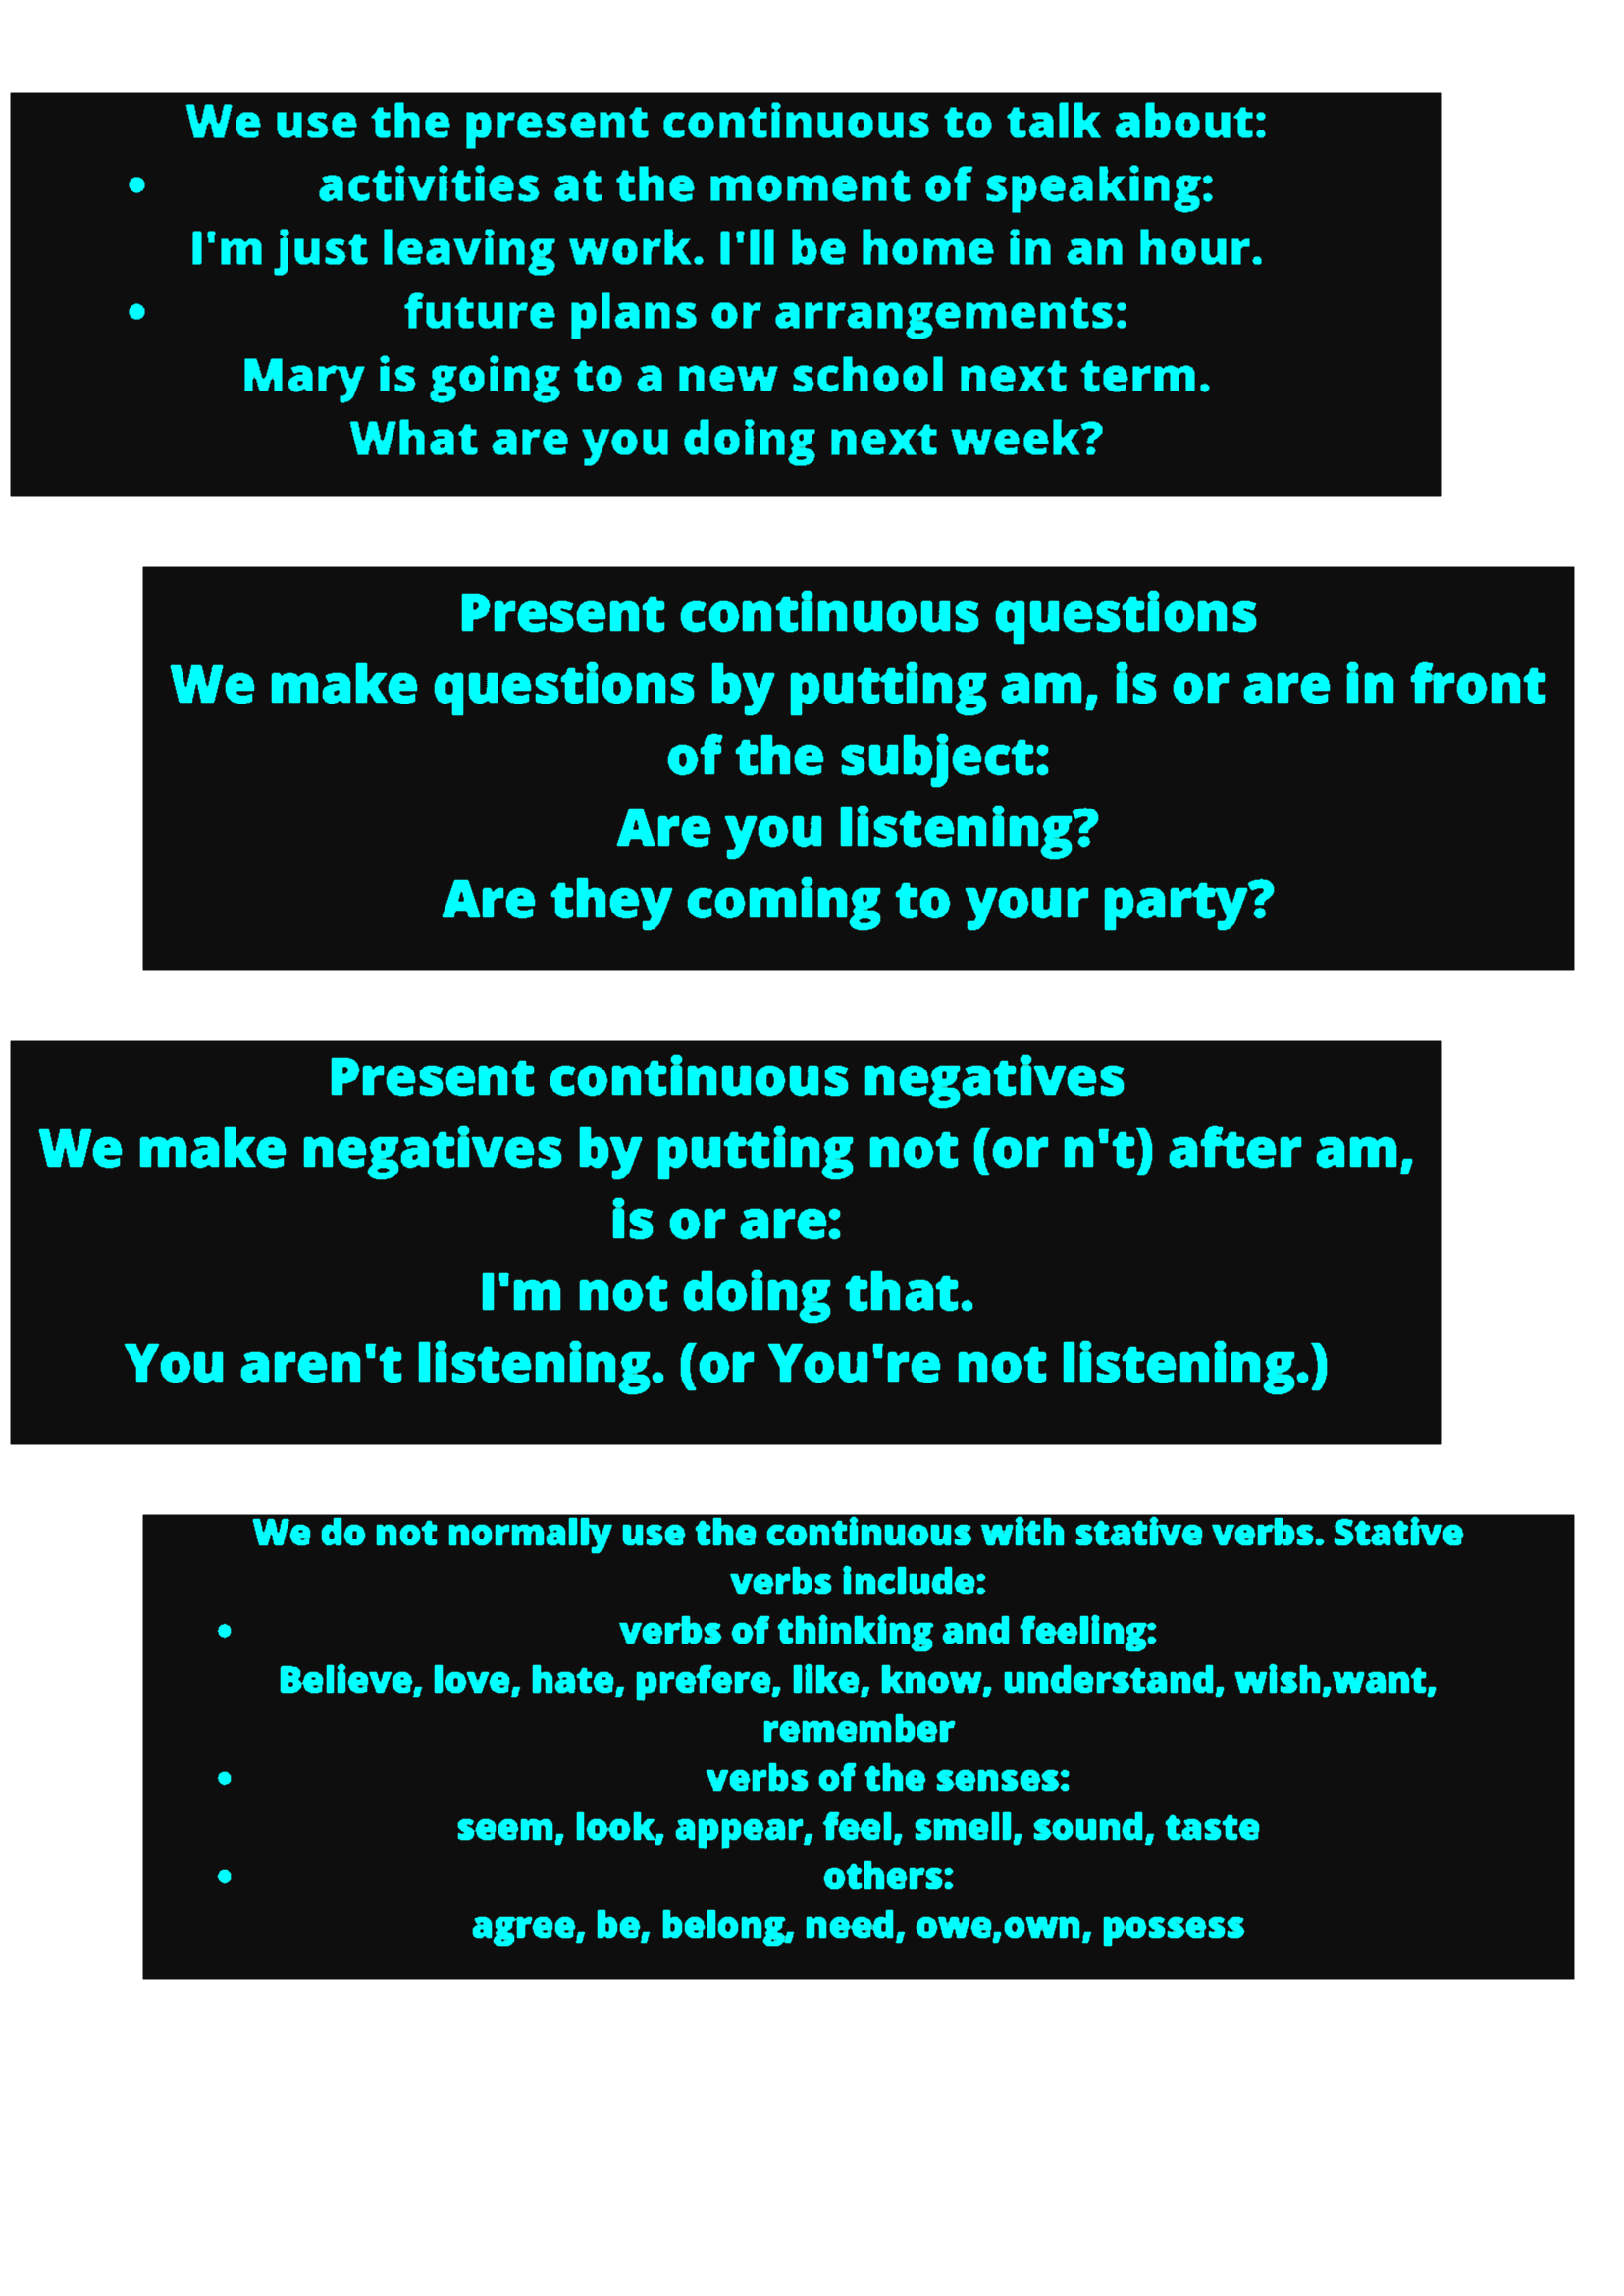 We use the present continuous to talk about:
• activities at the moment of speaking:
I'm just leaving work. I'll be home in an hour.
• future plans or arrangements:
Mary is going to a new school next term.
What are you doing next week?
Present continuous questions
We make questions by putting am, is or are in front
of the subject:
Are you listening?
Are they coming to your party?
Present continuous negatives
We make negatives by putting not (or n't) after am,
is or are:
I'm not doing that.
You aren't listening. (or You're not listening.)
We do not normally use the continuous with stative verbs. Stative
verbs include:
• verbs of thinking and feeling:
Believe, love, hate, prefere, like, know, understand, wish,want,
remember
• verbs of the senses:
seem, look, appear, feel, smell, sound, taste
• others:
agree, be, belong, need, owe,own, possess